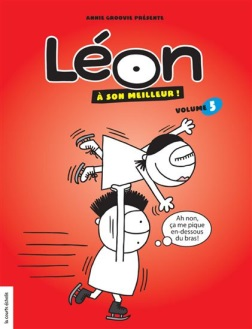 ANNIE GROOVIE PRÉSENTE
Léon
À SON MEILLEUR !
VOLUME 5
Ah non,
ça me pique
en-dessous
du bras!
la courte échelle